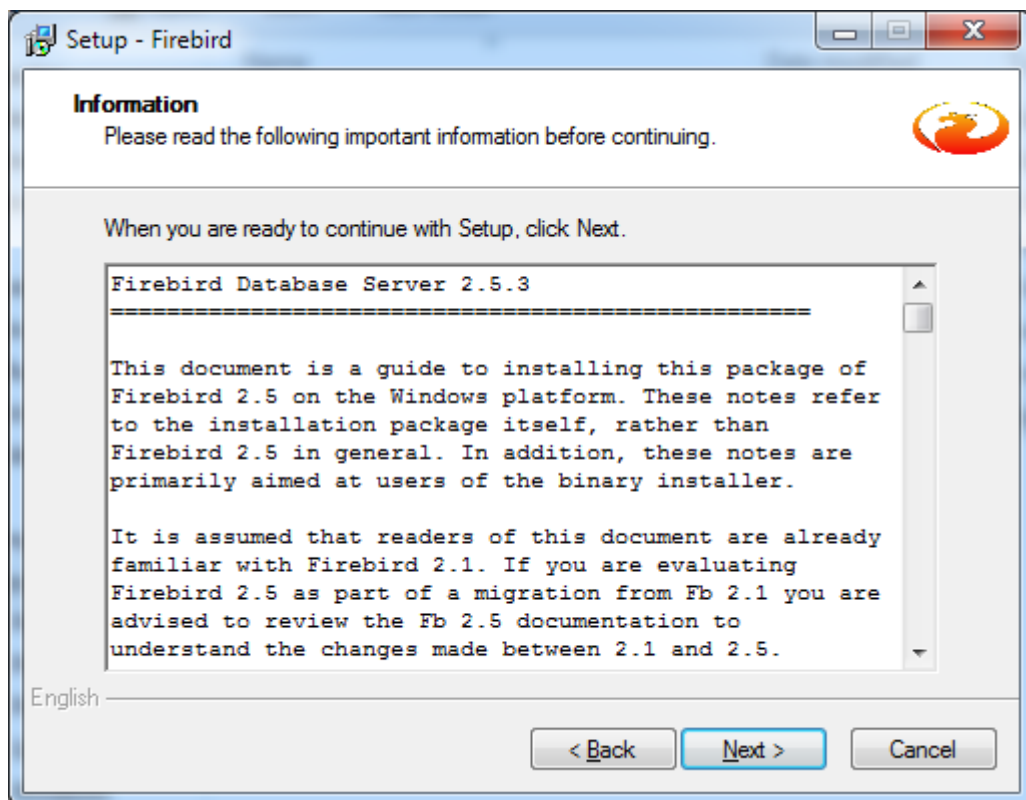 Setup - Firebird
Information
Please read the following important information before continuing.
When you are ready to continue with Setup, click Next.
Firebird Database Server 2.5.3
==================================================
This document is a guide to installing this package of
Firebird 2.5 on the Windows platform. These notes refer
to the installation package itself, rather than
Firebird 2.5 in general. In addition, these notes are
primarily aimed at users of the binary installer.
It is assumed that readers of this document are already
familiar with Firebird 2.1. If you are evaluating
Firebird 2.5 as part of a migration from Fb 2.1 you are
advised to review the Fb 2.5 documentation to
understand the changes made between 2.1 and 2.5.
English
< Back
Next >
Cancel